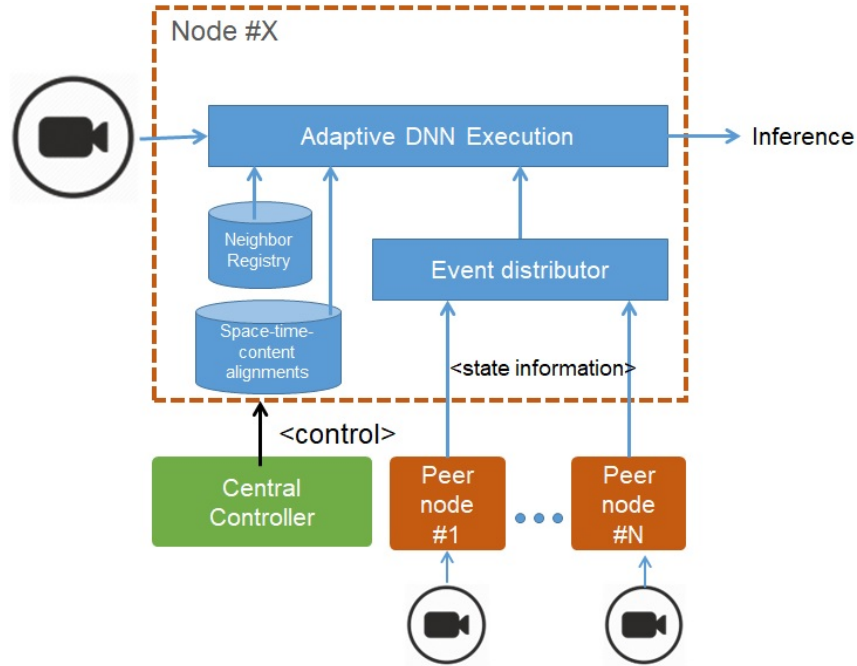 Node #X
Adaptive DNN Execution
Inference
Neighbor
Registry
Event distributor
Space-time-
content
alignments
<state information>
<control>
Central
Controller
Peer
node
#1
Peer
node
#N